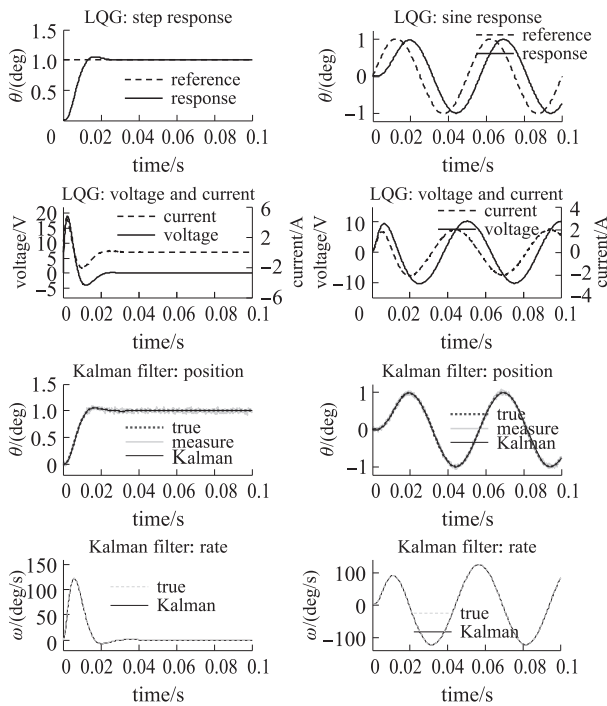 LQG: step response
1.5
1.0
0.5
0
0 0.02 0.04 0.06 0.08 0.1
θ/(deg)
reference
response
time/s
LQG: sine response
1
0
−1
0 0.02 0.04 0.06 0.08 0.1
θ/(deg)
reference
response
time/s
LQG: voltage and current
20
15
10
5
0
−5
6
4
2
0
−2
−4
−6
0 0.02 0.04 0.06 0.08 0.1
voltage/V
current/A
current
voltage
time/s
LQG: voltage and current
10
0
−10
4
2
0
−2
−4
0 0.02 0.04 0.06 0.08 0.1
voltage/V
current/A
current
voltage
time/s
Kalman filter: position
1.5
1.0
0.5
0
0 0.02 0.04 0.06 0.08 0.1
θ/(deg)
true
measure
Kalman
time/s
Kalman filter: position
1
0
−1
0 0.02 0.04 0.06 0.08 0.1
θ/(deg)
true
measure
Kalman
time/s
Kalman filter: rate
150
100
50
0
0 0.02 0.04 0.06 0.08 0.1
ω/(deg/s)
true
Kalman
time/s
Kalman filter: rate
100
0
−100
0 0.02 0.04 0.06 0.08 0.1
ω/(deg/s)
true
Kalman
time/s